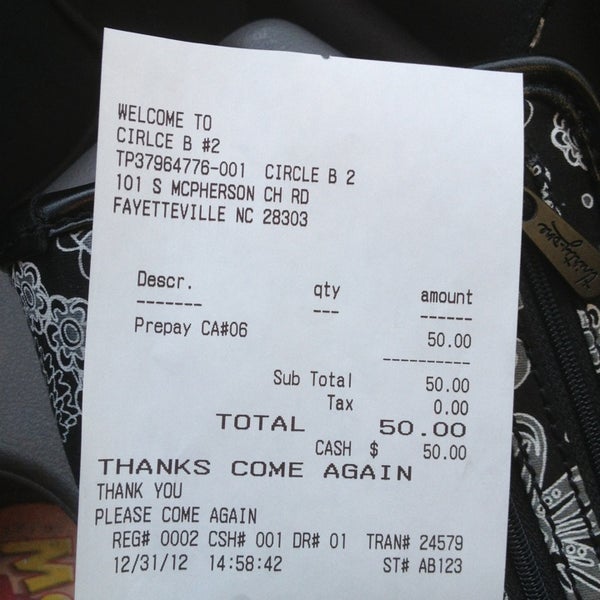 WELCOME TO
CIRLCE B #2
TP37964776-001 CIRCLE B 2
101 S MCPHERSON CH RD
FAYETTEVILLE NC 28303
Descr. qty amount
------- --- ------
Prepay CA#06 50.00
----------
Sub Total 50.00
Tax 0.00
TOTAL 50.00
CASH $ 50.00
THANKS COME AGAIN
THANK YOU
PLEASE COME AGAIN
REG# 0002 CSH# 001 DR# 01 TRAN# 24579
12/31/12 14:58:42 ST# AB123
thirty-one